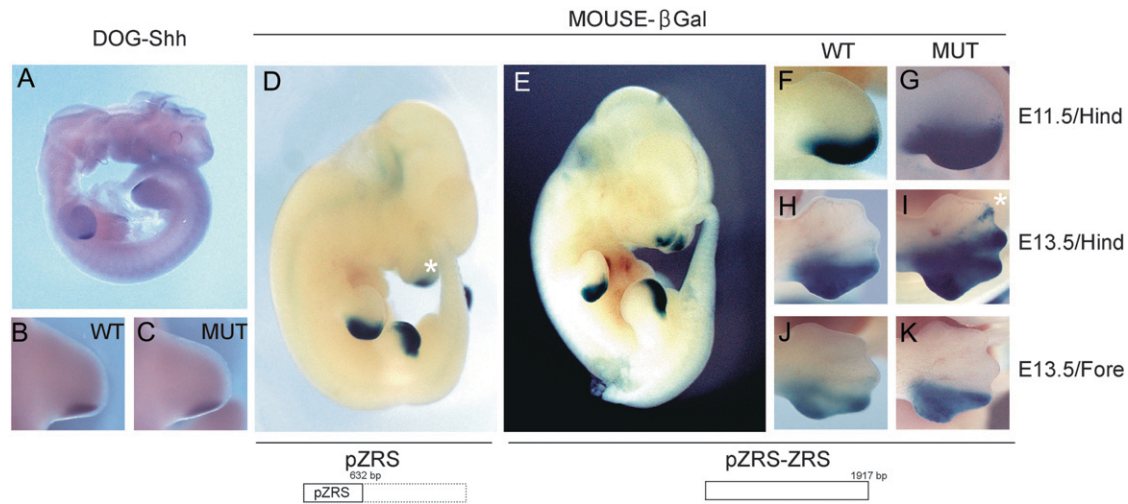 MOUSE-βGal
DOG-Shh
WT
MUT
A
D
E
F
G
E11.5/Hind
H
I
*
E13.5/Hind
*
B
WT
C
MUT
J
K
E13.5/Fore
pZRS
pZRS-ZRS
632 bp
1917 bp
pZRS